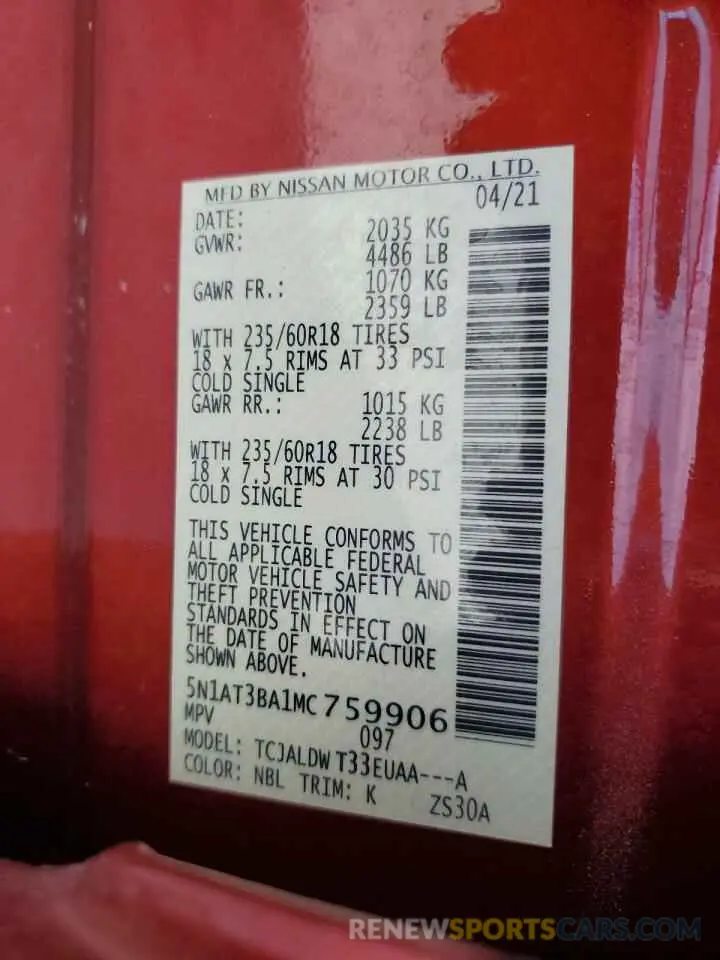 MFD BY NISSAN MOTOR CO., LTD.
DATE: 04/21
GVWR: 2035 KG
4486 LB
GAWR FR.: 1070 KG
2359 LB
WITH 235/60R18 TIRES
18 x 7.5 RIMS AT 33 PSI
COLD SINGLE
GAWR RR.: 1015 KG
2238 LB
WITH 235/60R18 TIRES
18 x 7.5 RIMS AT 30 PSI
COLD SINGLE
THIS VEHICLE CONFORMS TO
ALL APPLICABLE FEDERAL
MOTOR VEHICLE SAFETY AND
THEFT PREVENTION
STANDARDS IN EFFECT ON
THE DATE OF MANUFACTURE
SHOWN ABOVE.
5N1AT3BA1MC 759906
MPV 097
MODEL: TCJALDW T33EUAA---A
COLOR: NBL TRIM: K ZS30A
RENEWSPORTSCARS.COM